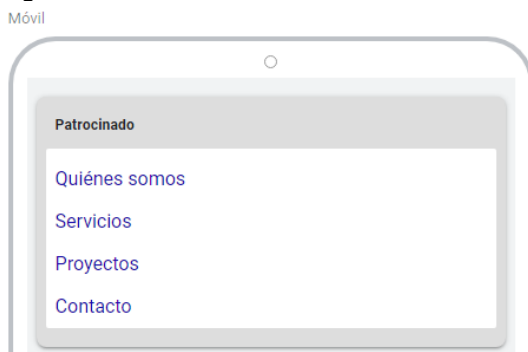 Móvil
Patrocinado
Quiénes somos
Servicios
Proyectos
Contacto